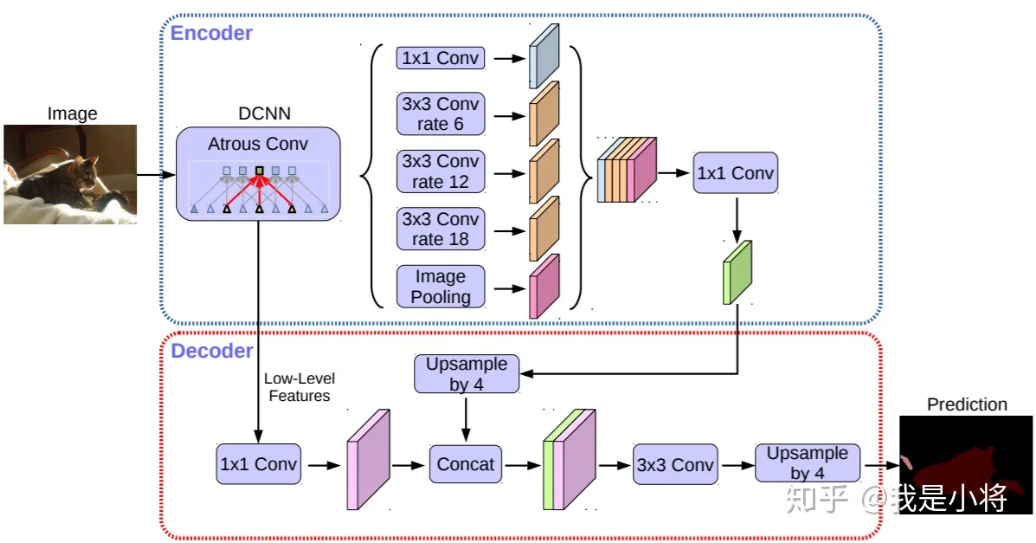 Encoder
Image
DCNN
Atrous Conv
1x1 Conv
3x3 Conv
rate 6
3x3 Conv
rate 12
3x3 Conv
rate 18
Image
Pooling
1x1 Conv
Decoder
Low-Level
Features
Upsample
by 4
1x1 Conv
Concat
3x3 Conv
Upsample
by 4
Prediction
知乎 @我是小将